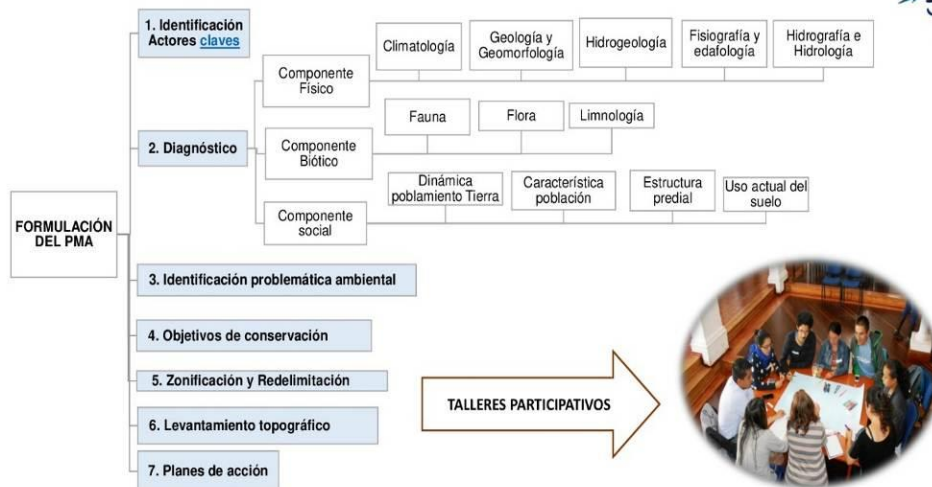 1. Identificación
Actores claves
Climatología
Geología y
Geomorfología
Hidrogeología
Fisiografía y
edafología
Hidrografía e
Hidrología
Componente
Físico
2. Diagnóstico
Fauna
Flora
Limnología
Componente
Biótico
Dinámica
poblamiento Tierra
Característica
población
Estructura
predial
Uso actual del
suelo
Componente
social
FORMULACIÓN
DEL PMA
3. Identificación problemática ambiental
4. Objetivos de conservación
5. Zonificación y Redelimitación
6. Levantamiento topográfico
7. Planes de acción
TALLERES PARTICIPATIVOS